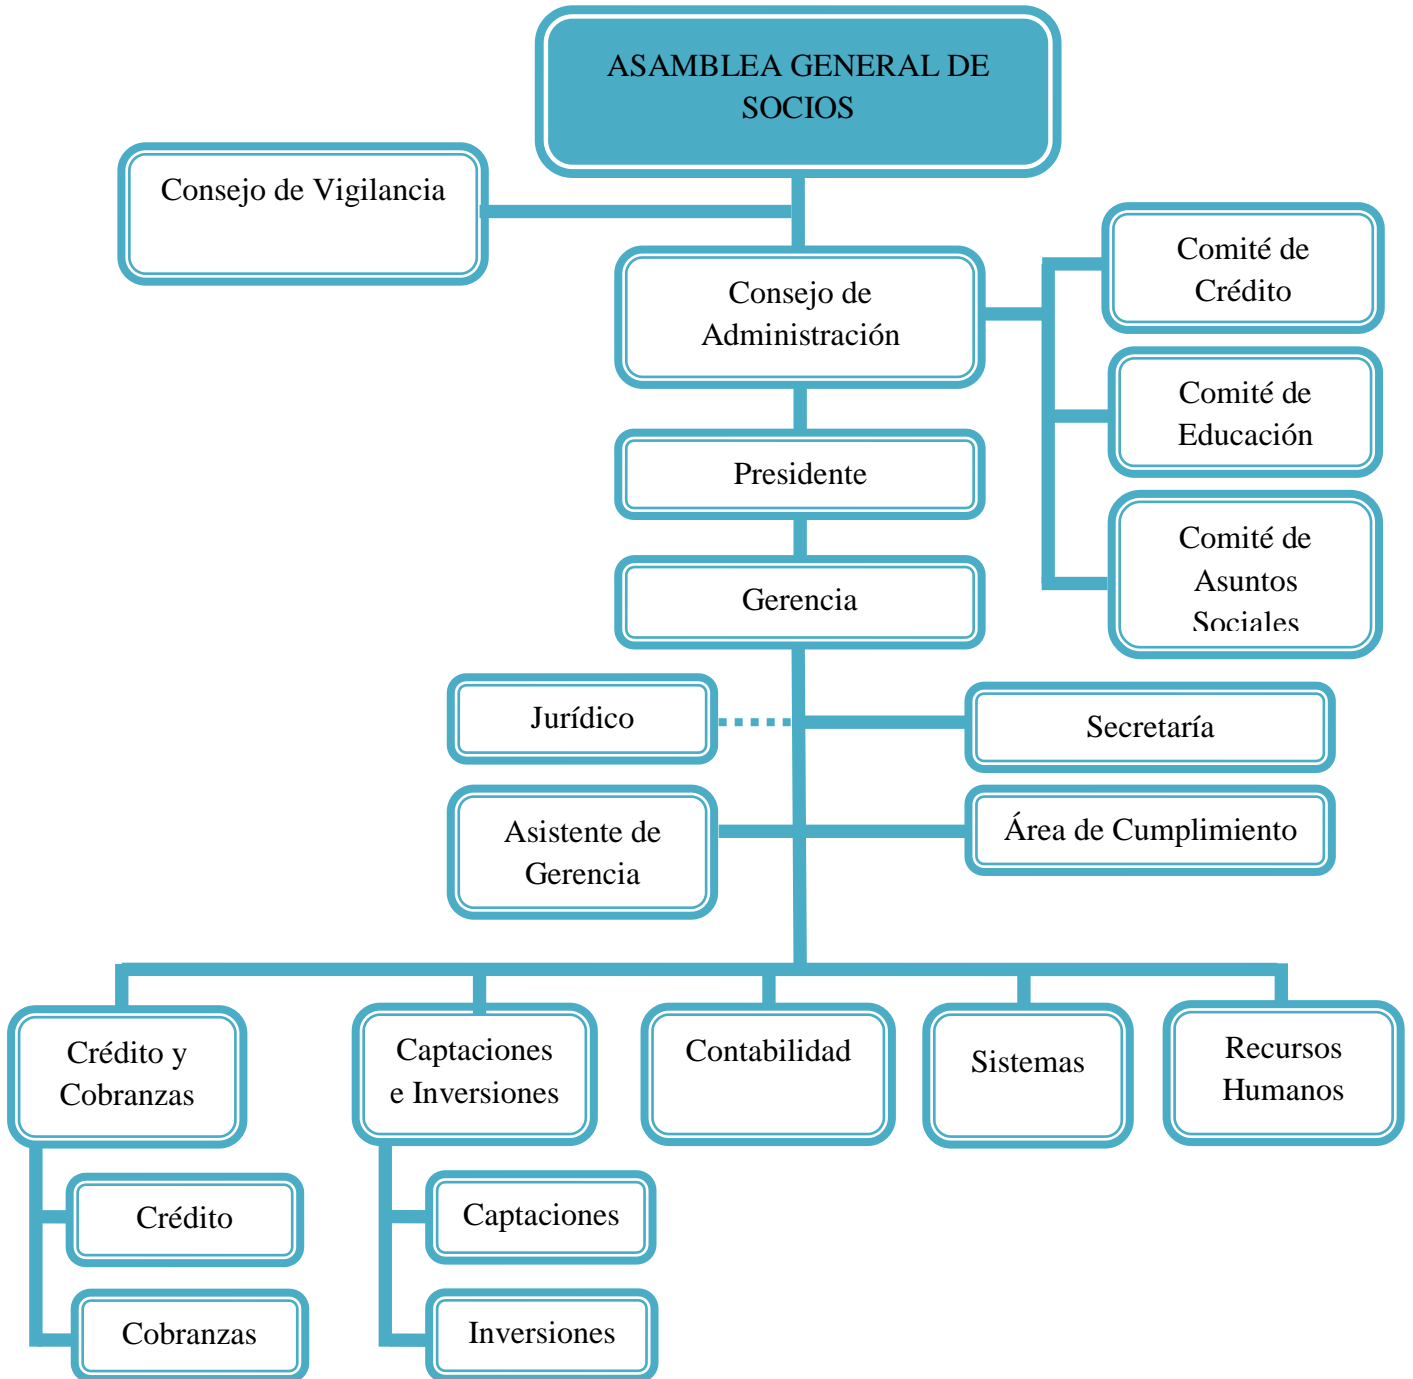 ASAMBLEA GENERAL DE
SOCIOS
Consejo de Vigilancia
Consejo de
Administración
Comité de
Crédito
Comité de
Educación
Presidente
Comité de
Asuntos
Sociales
Gerencia
Jurídico
Secretaría
Asistente de
Gerencia
Área de Cumplimiento
Crédito y
Cobranzas
Captaciones
e Inversiones
Contabilidad
Sistemas
Recursos
Humanos
Crédito
Captaciones
Cobranzas
Inversiones